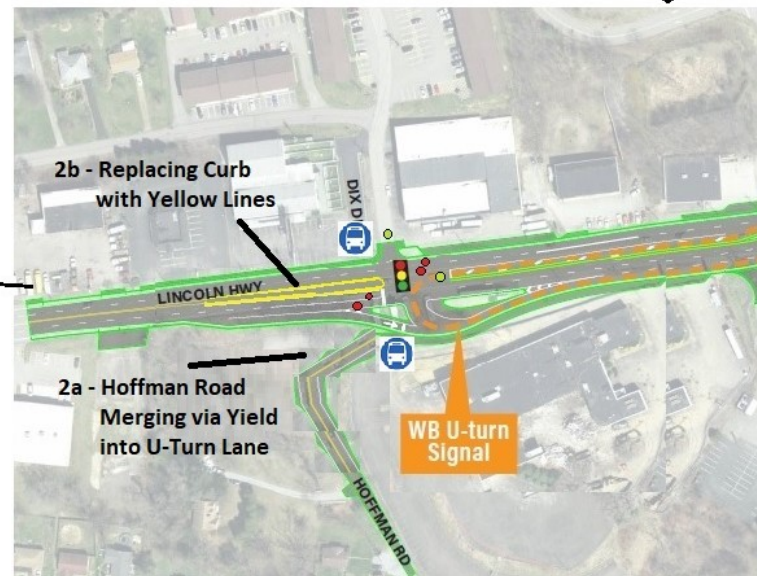 2b - Replacing Curb
with Yellow Lines
DIX D
LINCOLN HWY
2a - Hoffman Road
Merging via Yield
into U-Turn Lane
WB U-turn
Signal
HOFFMAN RD